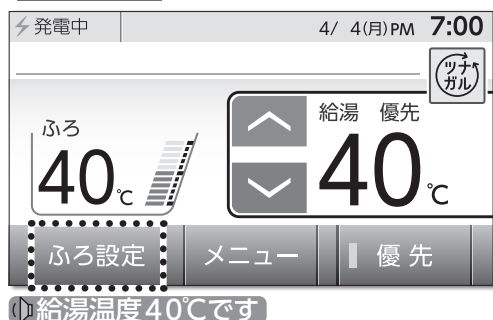 発電中 4/ 4(月)PM 7:00
ツナ
ガル
ふろ 給湯 優先
40℃ 40℃
ふろ設定 メニュー 優先
給湯温度40℃です